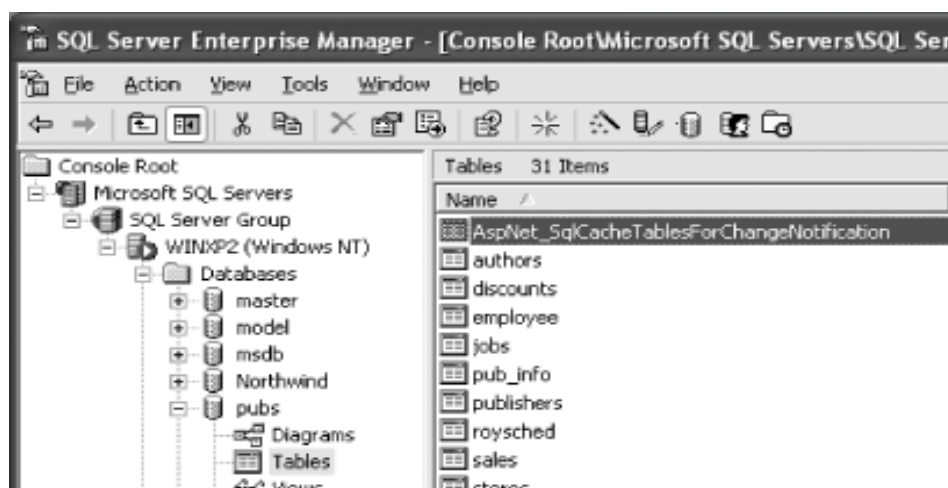 SQL Server Enterprise Manager - [Console Root\Microsoft SQL Servers\SQL Ser
File Action View Tools Window Help
Console Root
Microsoft SQL Servers
SQL Server Group
WINXP2 (Windows NT)
Databases
master
model
msdb
Northwind
pubs
Diagrams
Tables
Views
Tables 31 Items
Name
AspNet_SqlCacheTablesForChangeNotification
authors
discounts
employee
jobs
pub_info
publishers
roysched
sales
stores